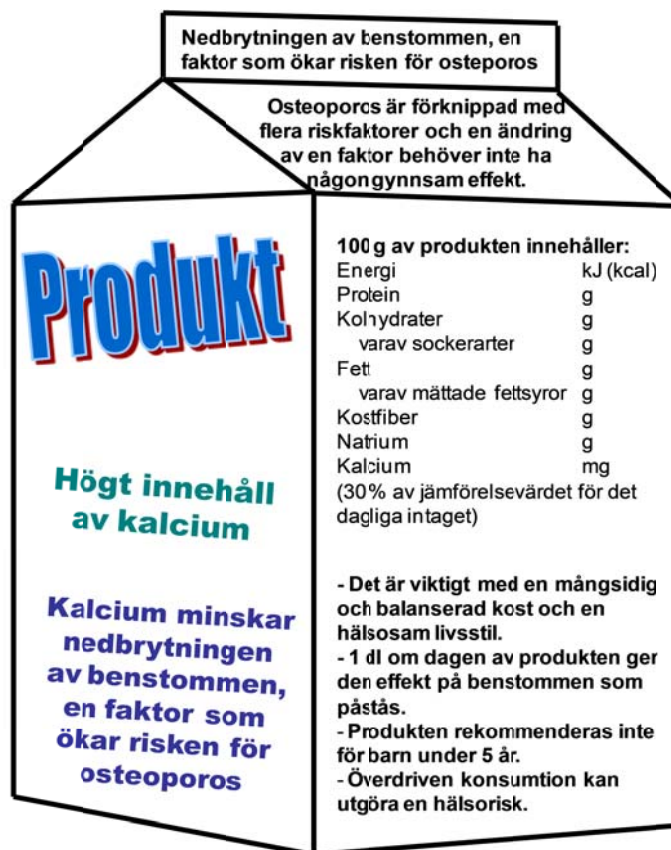 Nedbrytningen av benstommen, en
faktor som ökar risken för osteporos
Osteoporos är förknippad med
flera riskfaktorer och en ändring
av en faktor behöver inte ha
någon gynnsam effekt.
Produkt
Högt innehåll
av kalcium
Kalcium minskar
nedbrytningen
av benstommen,
en faktor som
ökar risken för
osteoporos
100 g av produkten innehåller:
Energi kJ (kcal)
Protein g
Kolhydrater g
varav sockerarter g
Fett g
varav mättade fettsyror g
Kostfiber g
Natrium g
Kalcium mg
(30% av jämförelsevärdet för det
dagliga intaget)
- Det är viktigt med en mångsidig
och balanserad kost och en
hälsosam livsstil.
- 1 dl om dagen av produkten ger
den effekt på benstommen som
påstås.
- Produkten rekommenderas inte
för barn under 5 år.
- Överdriven konsumtion kan
utgöra en hälsorisk.